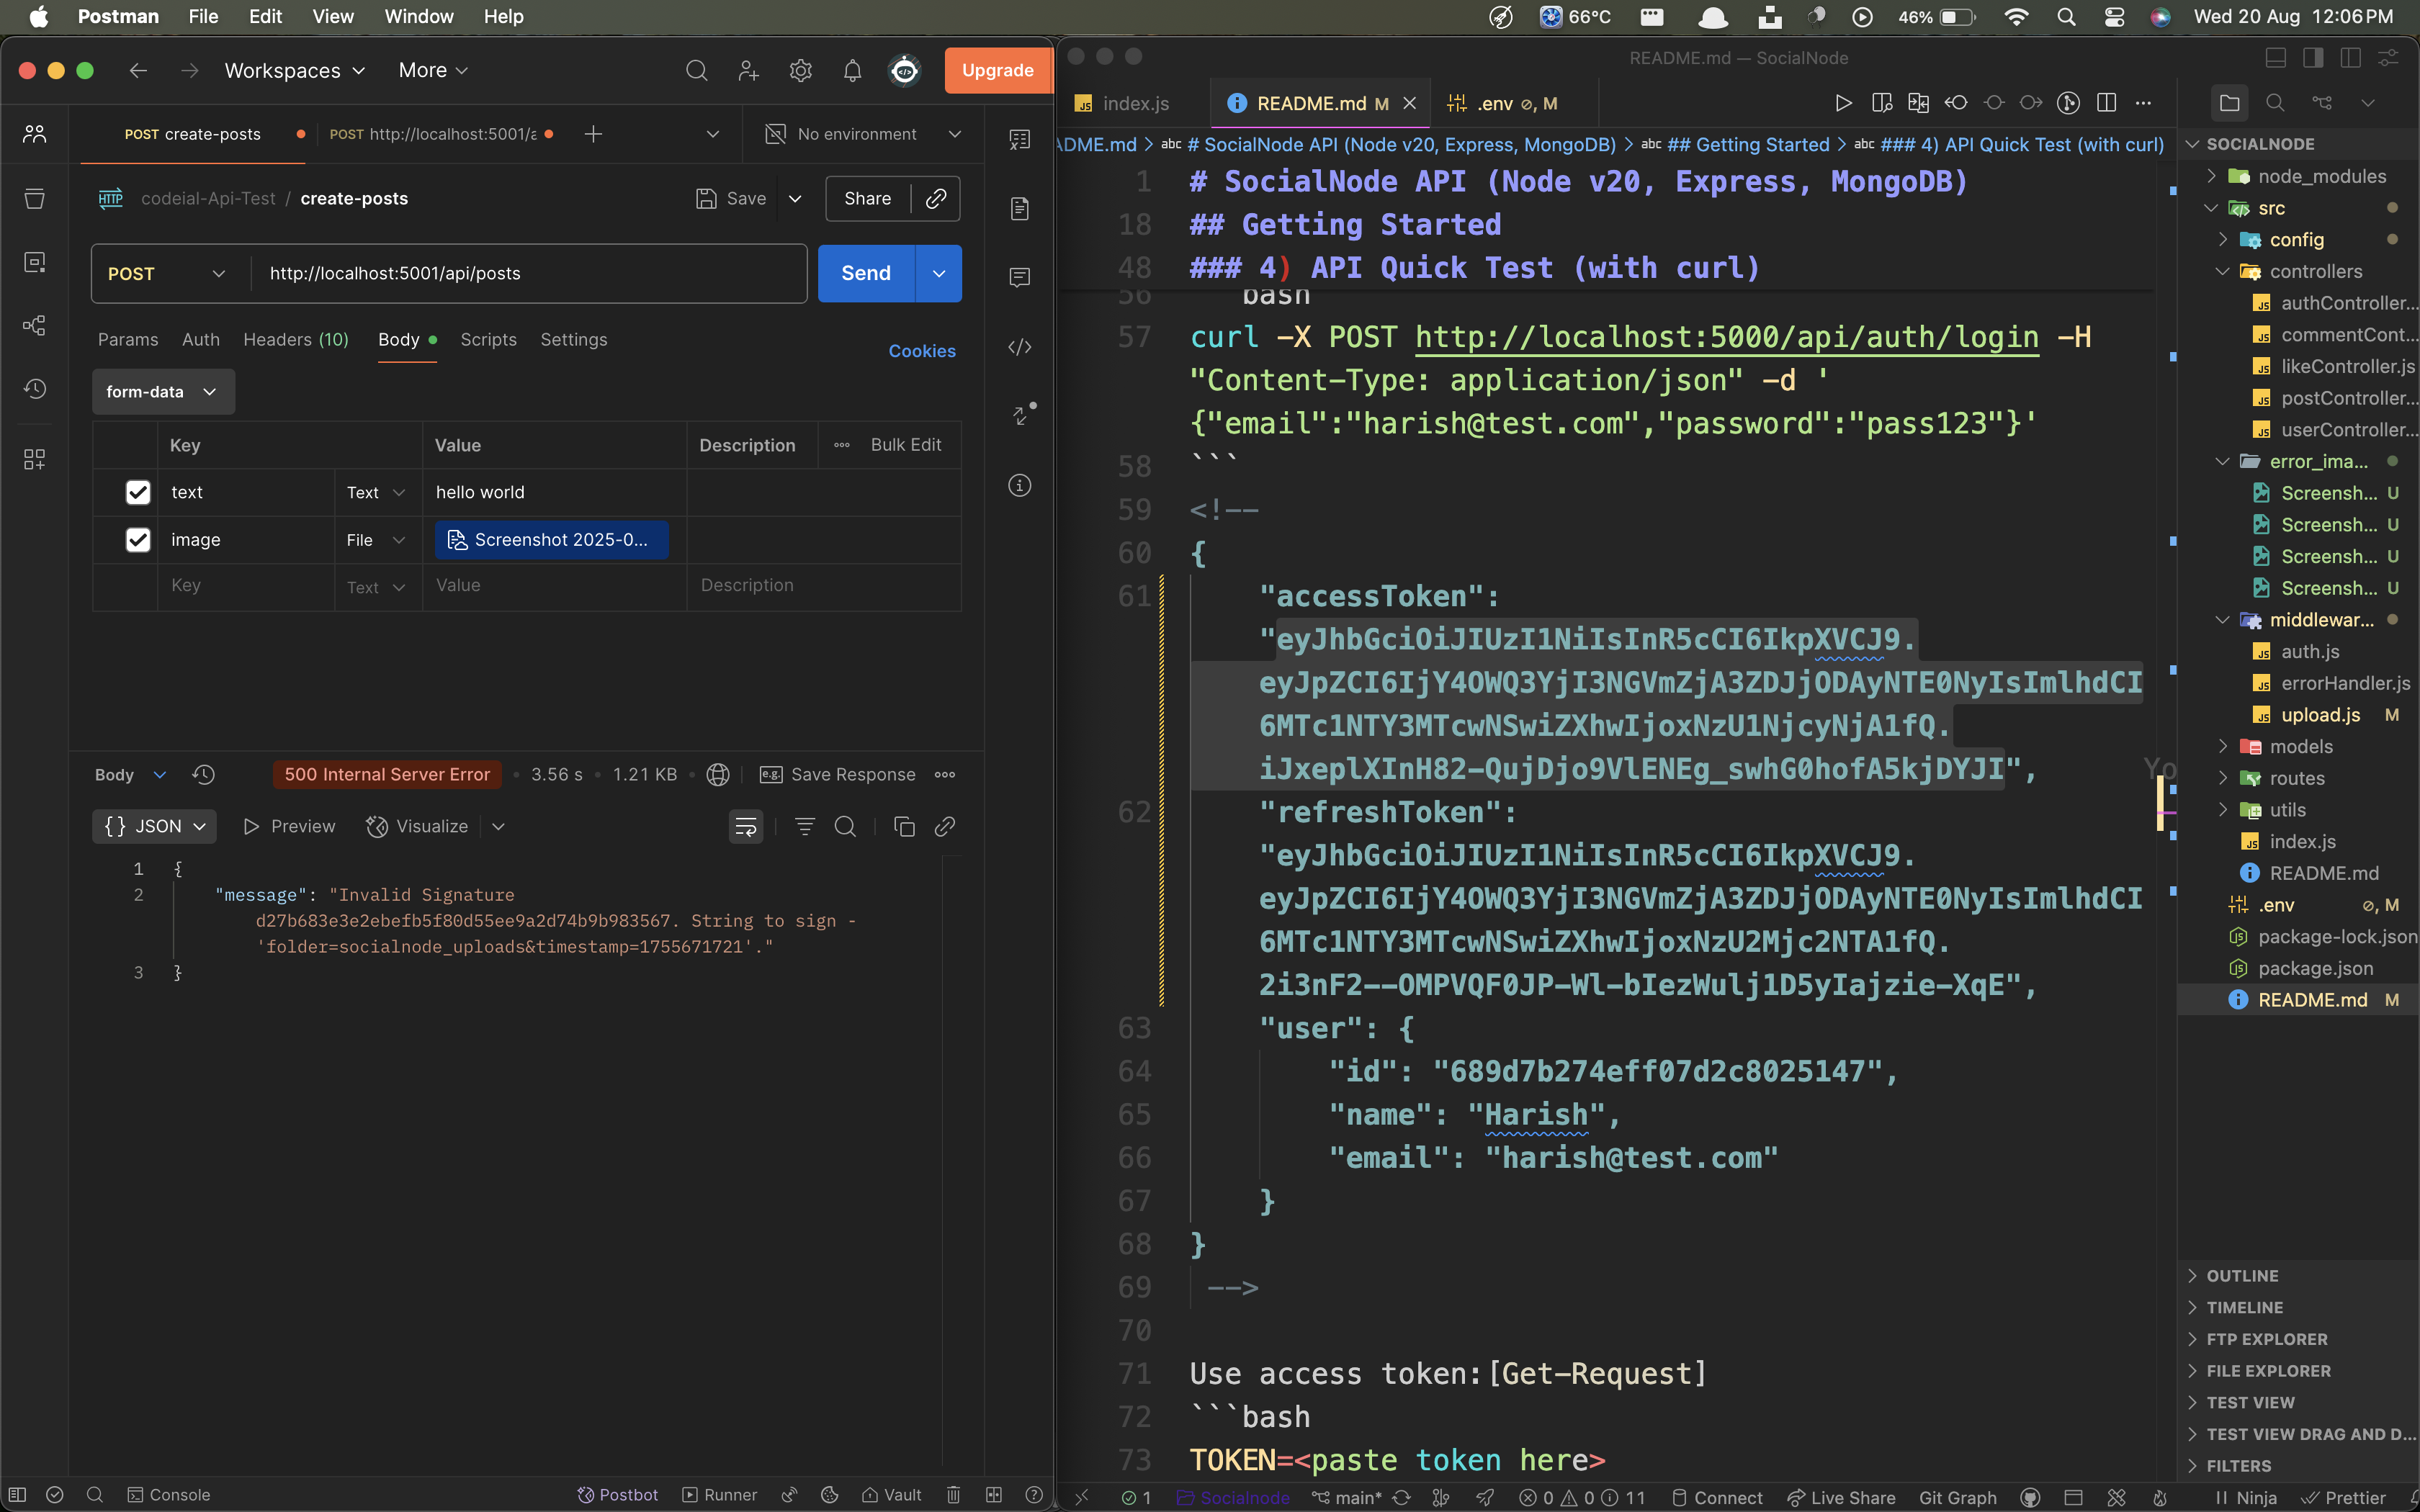 Postman File Edit View Window Help
66°C 46% Wed 20 Aug 12:06 PM
Workspaces More Upgrade
POST create-posts POST http://localhost:5001/a No environment
HTTP codeial-Api-Test / create-posts Save Share
POST http://localhost:5001/api/posts Send
Params Auth Headers (10) Body Scripts Settings Cookies
form-data
Key Value Description Bulk Edit
text Text hello world
image File Screenshot 2025-0...
Key Text Value Description
Body 500 Internal Server Error 3.56 s 1.21 KB e.g. Save Response
{} JSON Preview Visualize
1 {
2 "message": "Invalid Signature
d27b683e3e2ebefb5f80d55ee9a2d74b9b983567. String to sign -
'folder=socialnode_uploads&timestamp=1755671721'."
3 }
Console Postbot Runner Vault
README.md — SocialNode
JS index.js README.md M .env M
ADME.md > abc # SocialNode API (Node v20, Express, MongoDB) > abc ## Getting Started > abc ### 4) API Quick Test (with curl)
1 # SocialNode API (Node v20, Express, MongoDB)
18 ## Getting Started
48 ### 4) API Quick Test (with curl)
56 bash
57 curl -X POST http://localhost:5000/api/auth/login -H
"Content-Type: application/json" -d '
{"email":"harish@test.com","password":"pass123"}'
58 ```
59 <!--
60 {
61 "accessToken":
"eyJhbGciOiJIUzI1NiIsInR5cCI6IkpXVCJ9.
eyJpZCI6IjY4OWQ3YjI3NGVmZjA3ZDJjODAyNTE0NyIsImlhdCI
6MTc1NTY3MTcwNSwiZXhwIjoxNzU1NjcyNjA1fQ.
iJxeplXInH82-QujDjo9VlENEg_swhG0hofA5kjDYJI",
Yo
62 "refreshToken":
"eyJhbGciOiJIUzI1NiIsInR5cCI6IkpXVCJ9.
eyJpZCI6IjY4OWQ3YjI3NGVmZjA3ZDJjODAyNTE0NyIsImlhdCI
6MTc1NTY3MTcwNSwiZXhwIjoxNzU2Mjc2NTA1fQ.
2i3nF2--OMPVQF0JP-Wl-bIezWulj1D5yIajzie-XqE",
63 "user": {
64 "id": "689d7b274eff07d2c8025147",
65 "name": "Harish",
66 "email": "harish@test.com"
67 }
68 }
69 -->
70
71 Use access token:[Get-Request]
72 ```bash
73 TOKEN=<paste token here>
SOCIALNODE
node_modules
src
config
controllers
JS authController...
JS commentCont...
JS likeController.js
JS postController...
JS userController...
error_ima...
Screensh... U
Screensh... U
Screensh... U
Screensh... U
middlewar...
JS auth.js
JS errorHandler.js
JS upload.js M
models
routes
utils
JS index.js
README.md
.env M
package-lock.json
package.json
README.md M
OUTLINE
TIMELINE
FTP EXPLORER
FILE EXPLORER
TEST VIEW
TEST VIEW DRAG AND D...
FILTERS
1 Socialnode main* 0 0 11 Connect Live Share Git Graph Ninja Prettier